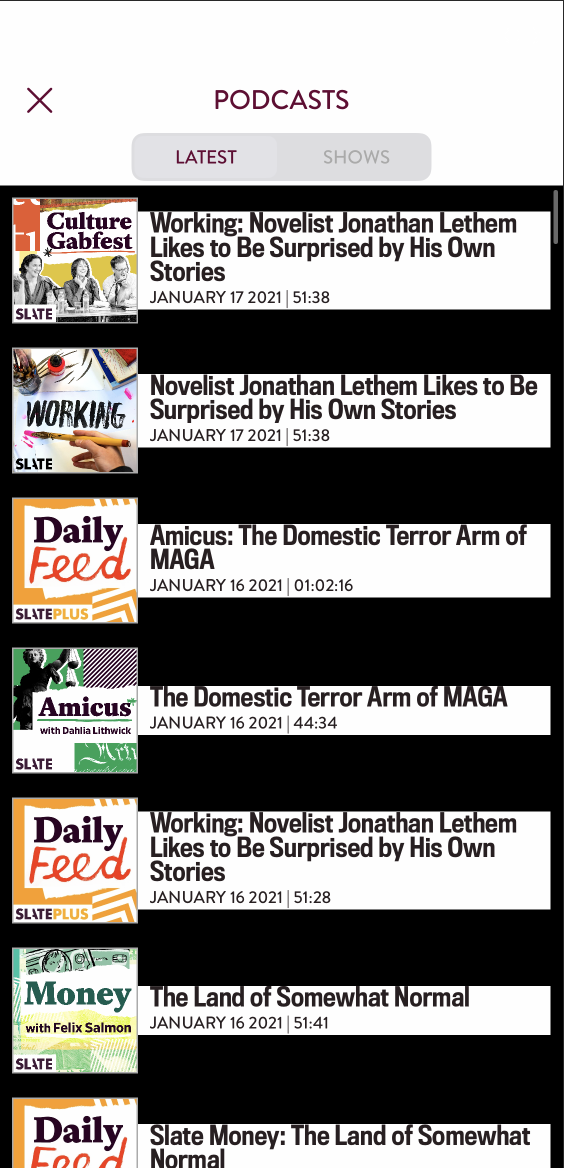 PODCASTS
LATEST
SHOWS
Culture
Gabfest
SLATE
Working: Novelist Jonathan Lethem
Likes to Be Surprised by His Own
Stories
JANUARY 17 2021 | 51:38
WORKING
SLATE
Novelist Jonathan Lethem Likes to Be
Surprised by His Own Stories
JANUARY 17 2021 | 51:38
Daily
Feed
SLATEPLUS
Amicus: The Domestic Terror Arm of
MAGA
JANUARY 16 2021 | 01:02:16
Amicus
with Dahlia Lithwick
SLATE
The Domestic Terror Arm of MAGA
JANUARY 16 2021 | 44:34
Daily
Feed
SLATEPLUS
Working: Novelist Jonathan Lethem
Likes to Be Surprised by His Own
Stories
JANUARY 16 2021 | 51:28
Money
with Felix Salmon
SLATE
The Land of Somewhat Normal
JANUARY 16 2021 | 51:41
Daily
Feed
Slate Money: The Land of Somewhat
Normal